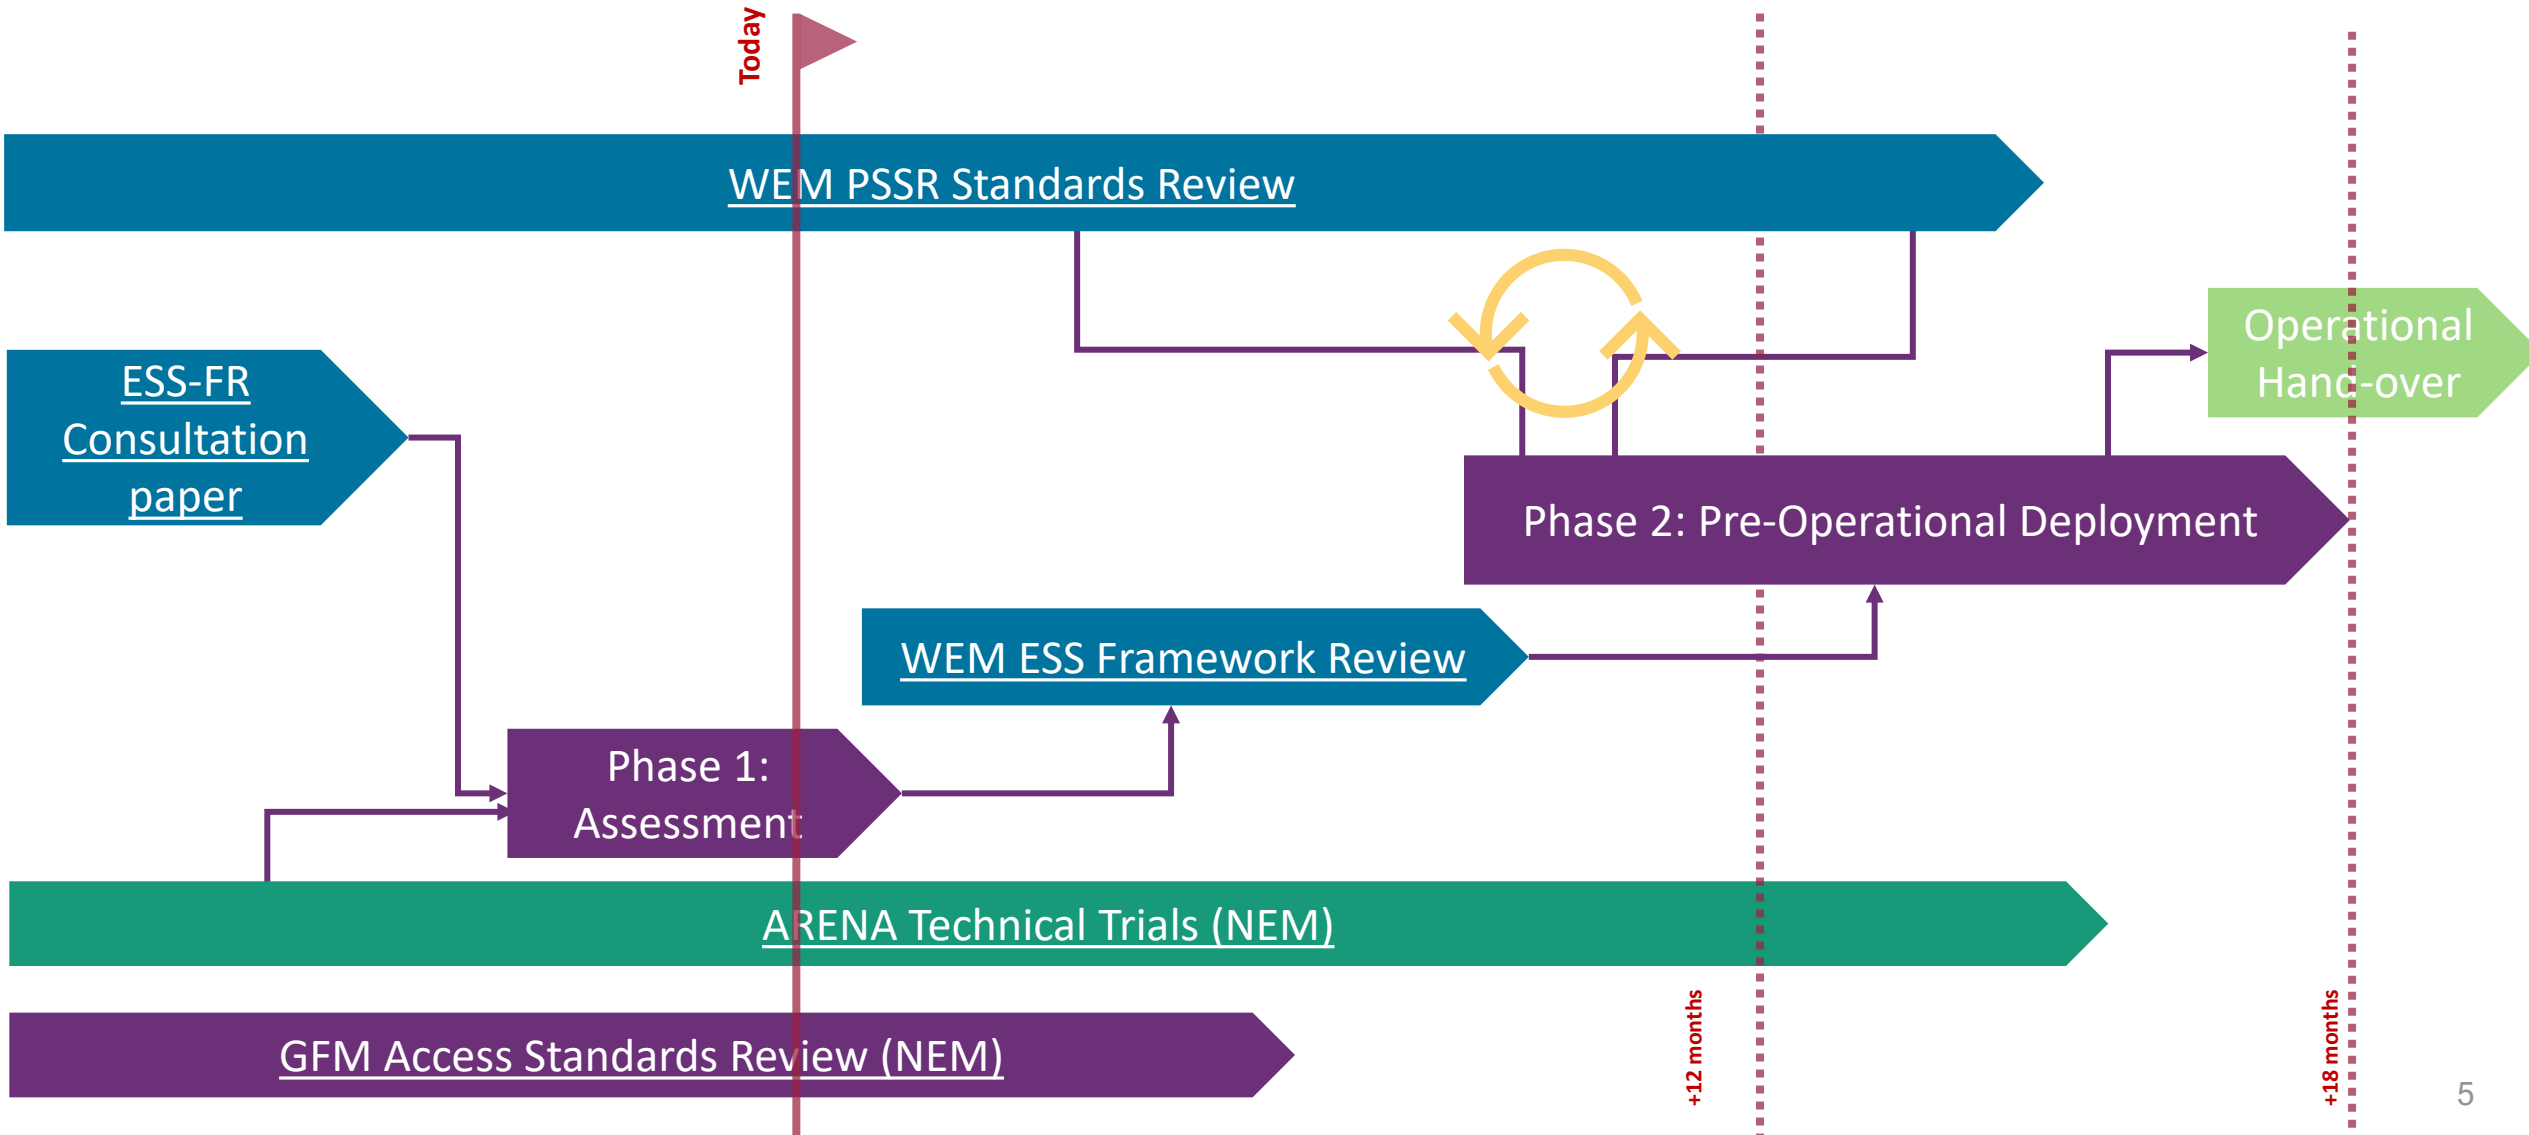 Today
WEM PSSR Standards Review
ESS-FR
Consultation
paper
Operational
Hand-over
Phase 2: Pre-Operational Deployment
WEM ESS Framework Review
Phase 1:
Assessment
ARENA Technical Trials (NEM)
GFM Access Standards Review (NEM)
+12 months
+18 months
5